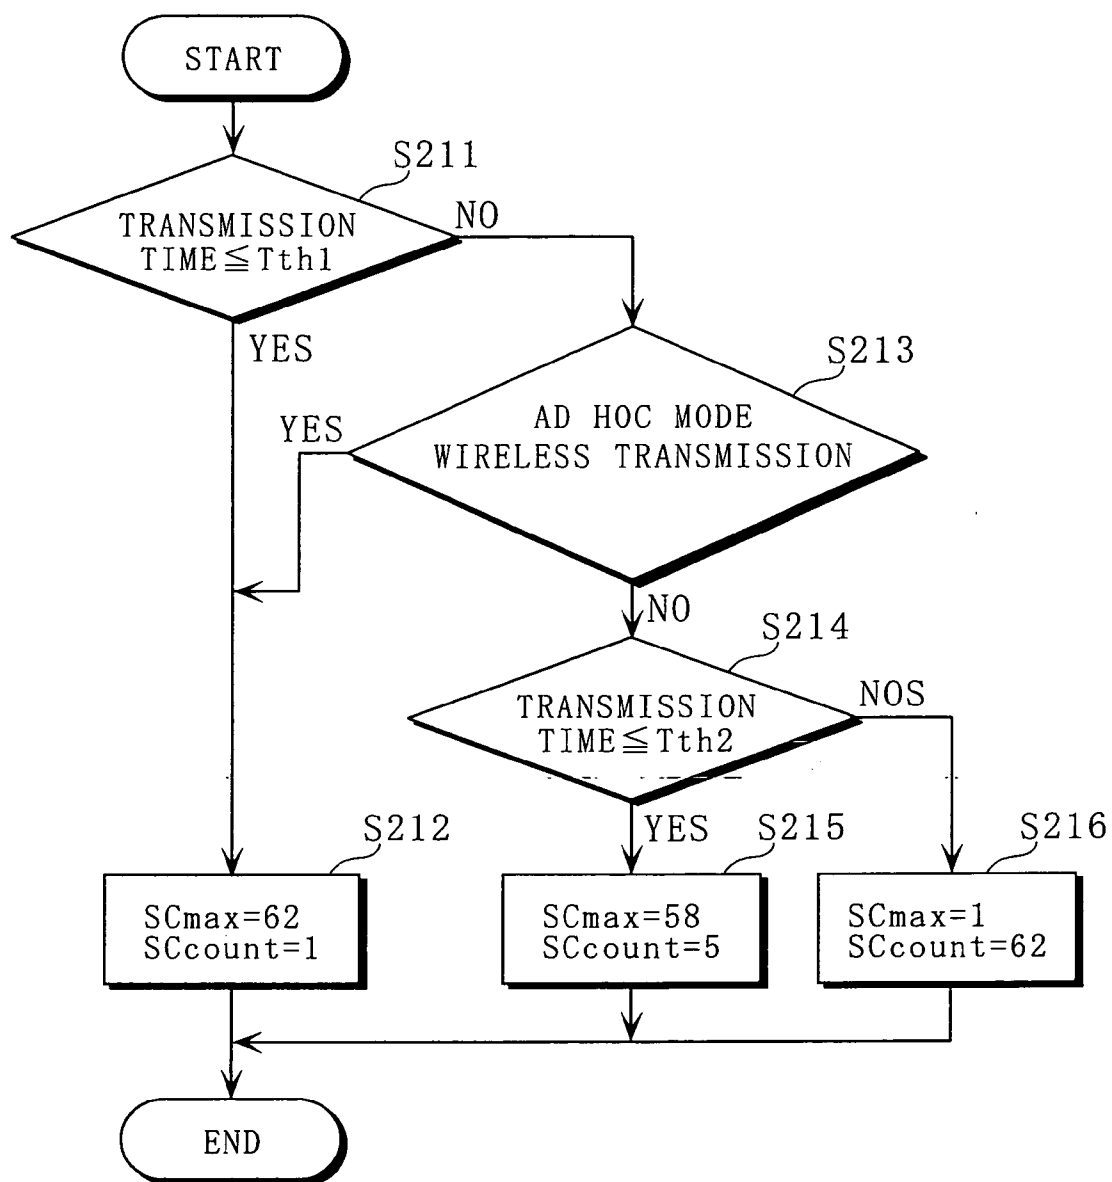 START
S211
TRANSMISSION
TIME≦Tth1
NO
YES
S213
AD HOC MODE
WIRELESS TRANSMISSION
YES
NO
S214
TRANSMISSION
TIME≦Tth2
NOS
YES
S212
SCmax=62
SCcount=1
S215
SCmax=58
SCcount=5
S216
SCmax=1
SCcount=62
END